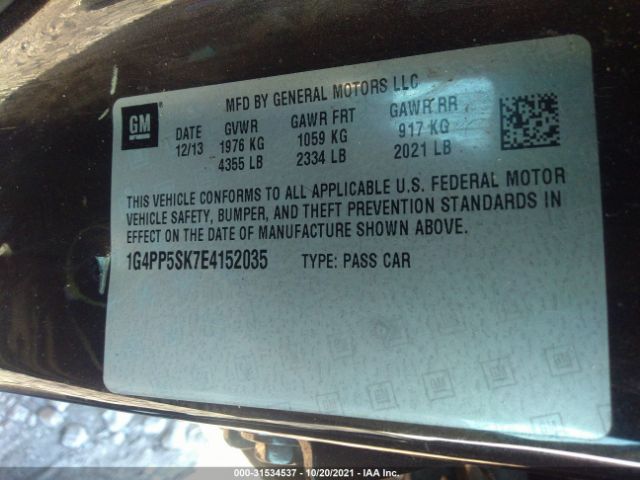 MFD BY GENERAL MOTORS LLC
GM
DATE GVWR GAWR FRT GAWR RR
12/13 1976 KG 1059 KG 917 KG
4355 LB 2334 LB 2021 LB
THIS VEHICLE CONFORMS TO ALL APPLICABLE U.S. FEDERAL MOTOR
VEHICLE SAFETY, BUMPER, AND THEFT PREVENTION STANDARDS IN
EFFECT ON THE DATE OF MANUFACTURE SHOWN ABOVE.
1G4PP5SK7E4152035 TYPE: PASS CAR
000-31534537 - 10/20/2021 - IAA Inc.